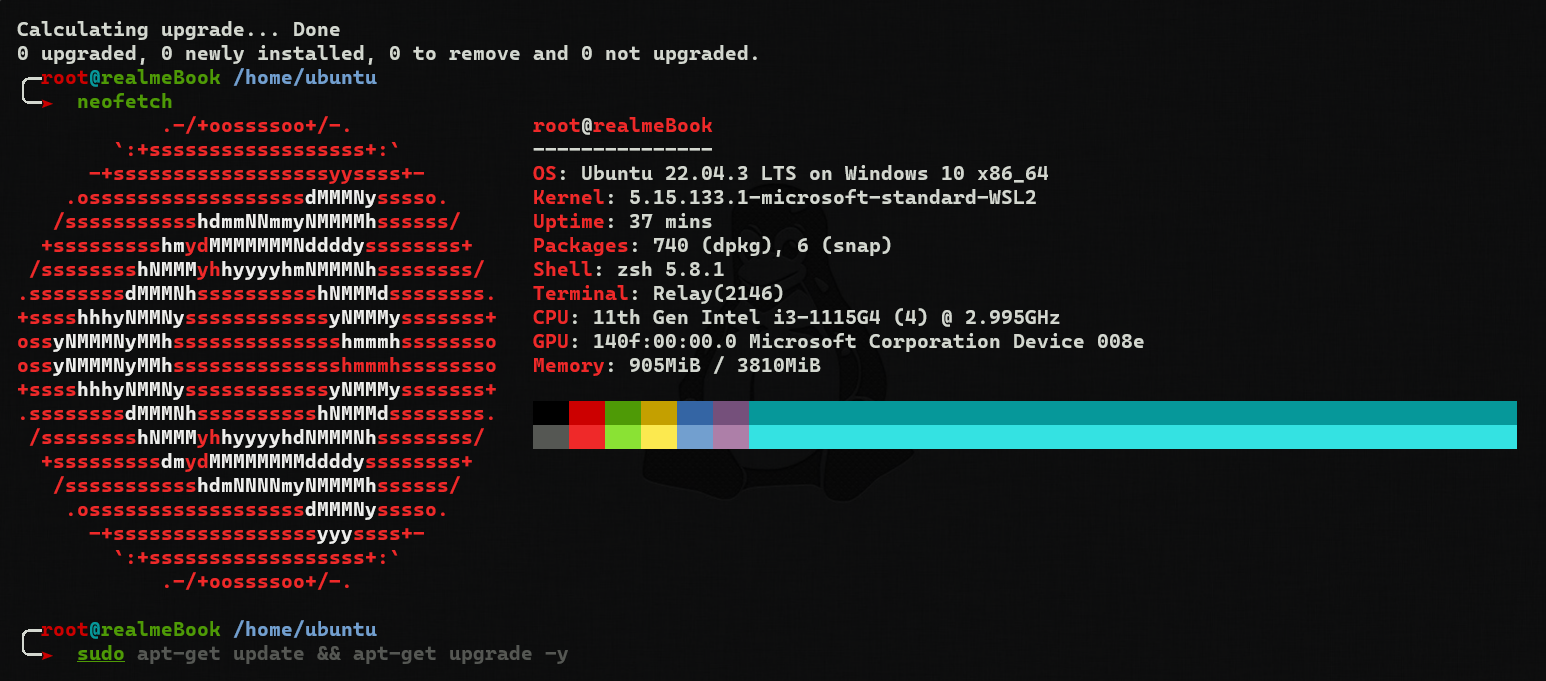 Calculating upgrade... Done
0 upgraded, 0 newly installed, 0 to remove and 0 not upgraded.
root@realmeBook /home/ubuntu
neofetch
.-/+oossssoo+/-.
`:+ssssssssssssssssss+:`
-+ssssssssssssssssssyyssss+-
.ossssssssssssssssssdMMMNysssso.
/ssssssssssshdmmNNmmyNMMMMhssssss/
+ssssssssshmydMMMMMMMNddddyssssssss+
/sssssssshNMMMyhhyyyyhmNMMMNhssssssss/
.ssssssssdMMMNhsssssssssshNMMMdssssssss.
+sssshhhyNMMNyssssssssssssyNMMMysssssss+
ossyNMMMNyMMhsssssssssssssshmmmhssssssso
ossyNMMMNyMMhsssssssssssssshmmmhssssssso
+sssshhhyNMMNyssssssssssssyNMMMysssssss+
.ssssssssdMMMNhsssssssssshNMMMdssssssss.
/sssssssshNMMMyhhyyyyhdNMMMNhssssssss/
+sssssssssdmydMMMMMMMMddddyssssssss+
/ssssssssssshdmNNNNmyNMMMMhssssss/
.ossssssssssssssssssdMMMNysssso.
-+sssssssssssssssssyyyssss+-
`:+ssssssssssssssssss+:`
.-/+oossssoo+/-.
root@realmeBook
---------------
OS: Ubuntu 22.04.3 LTS on Windows 10 x86_64
Kernel: 5.15.133.1-microsoft-standard-WSL2
Uptime: 37 mins
Packages: 740 (dpkg), 6 (snap)
Shell: zsh 5.8.1
Terminal: Relay(2146)
CPU: 11th Gen Intel i3-1115G4 (4) @ 2.995GHz
GPU: 140f:00:00.0 Microsoft Corporation Device 008e
Memory: 905MiB / 3810MiB
root@realmeBook /home/ubuntu
sudo apt-get update && apt-get upgrade -y